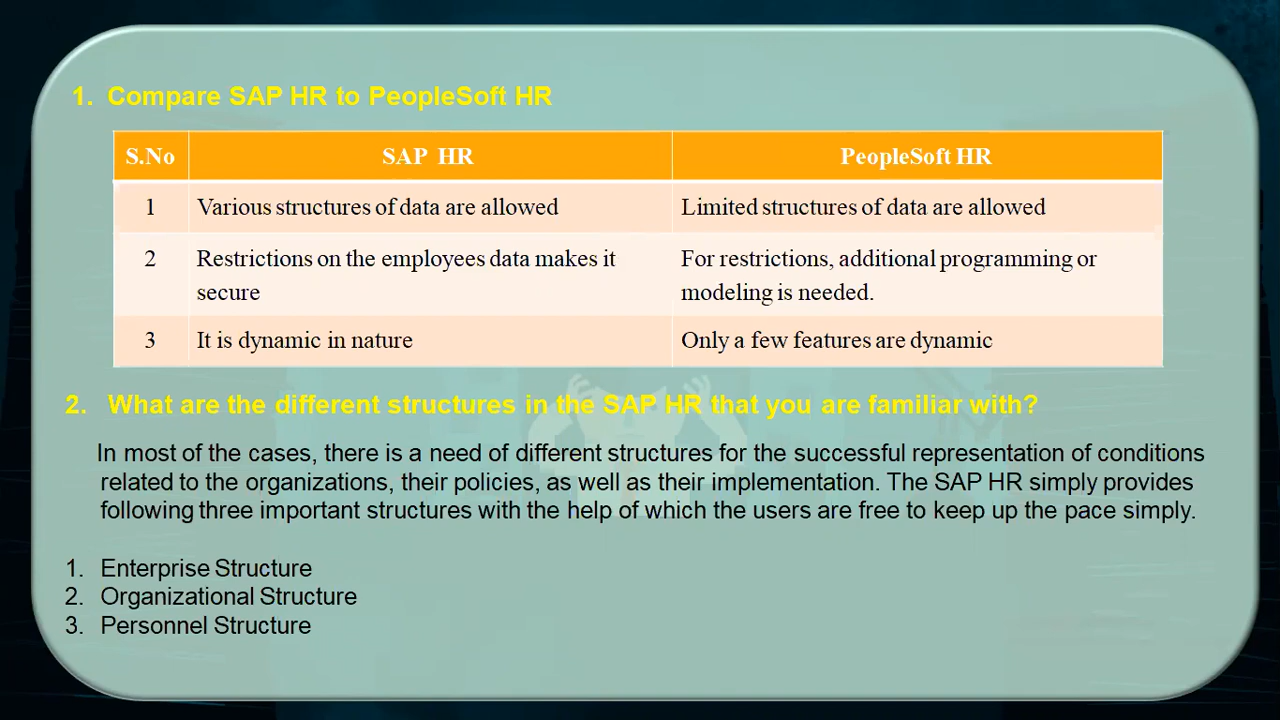 1. Compare SAP HR to PeopleSoft HR
S.No SAP HR PeopleSoft HR
1 Various structures of data are allowed Limited structures of data are allowed
2 Restrictions on the employees data makes it For restrictions, additional programming or
secure modeling is needed.
3 It is dynamic in nature Only a few features are dynamic
2. What are the different structures in the SAP HR that you are familiar with?
In most of the cases, there is a need of different structures for the successful representation of conditions
related to the organizations, their policies, as well as their implementation. The SAP HR simply provides
following three important structures with the help of which the users are free to keep up the pace simply.
1. Enterprise Structure
2. Organizational Structure
3. Personnel Structure